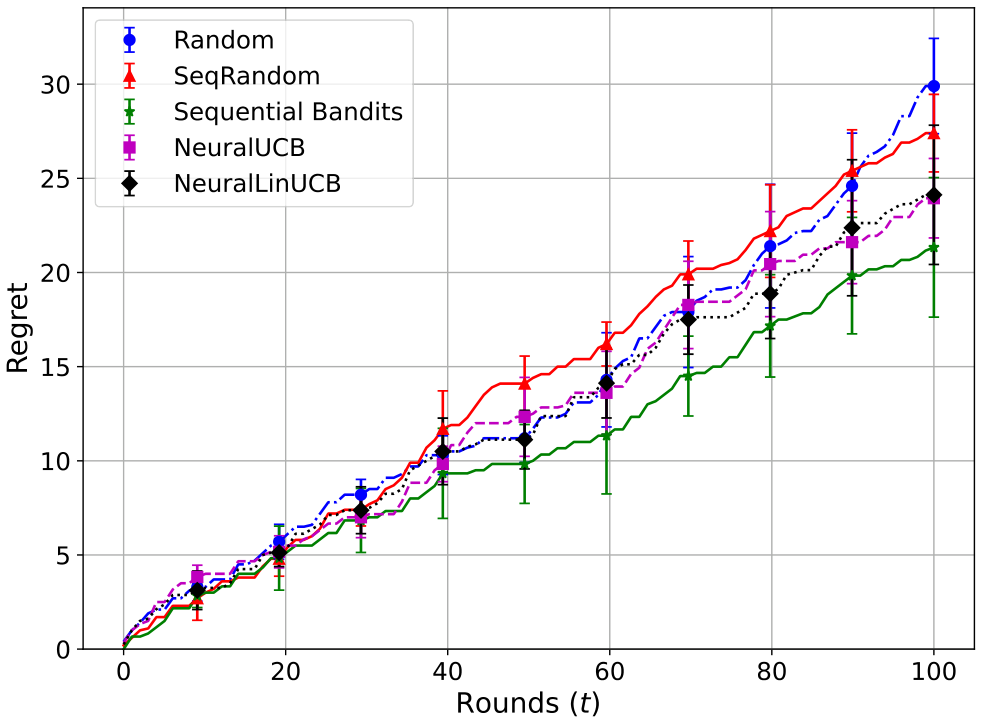 Random
SeqRandom
Sequential Bandits
NeuralUCB
NeuralLinUCB
30
25
20
15
10
5
0
Regret
0 20 40 60 80 100
Rounds (t)